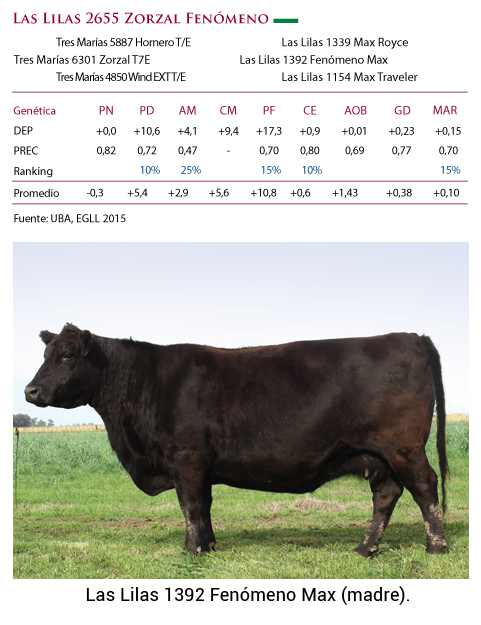 Las Lilas 2655 Zorzal Fenómeno
Tres Marías 5887 Hornero T/E Las Lilas 1339 Max Royce
Tres Marías 6301 Zorzal T7E Las Lilas 1392 Fenómeno Max
Tres Marías 4850 Wind EXT T/E Las Lilas 1154 Max Traveler
Genética PN PD AM CM PF CE AOB GD MAR
DEP +0,0 +10,6 +4,1 +9,4 +17,3 +0,9 +0,01 +0,23 +0,15
PREC 0,82 0,72 0,47 - 0,70 0,80 0,69 0,77 0,70
Ranking 10% 25% 15% 10% 15%
Promedio -0,3 +5,4 +2,9 +5,6 +10,8 +0,6 +1,43 +0,38 +0,10
Fuente: UBA, EGLL 2015
Las Lilas 1392 Fenómeno Max (madre).